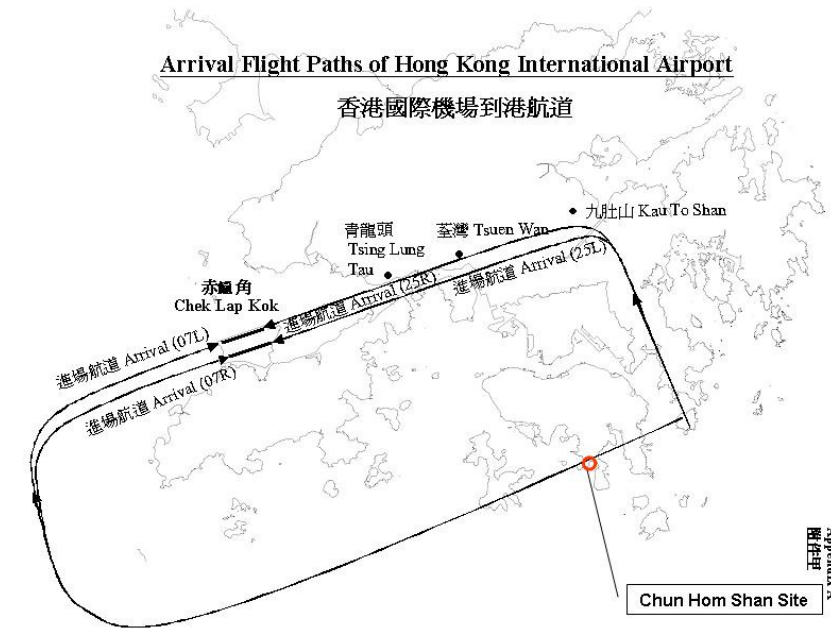 Arrival Flight Paths of Hong Kong International Airport
香港國際機場到港航道
九肚山 Kau To Shan
青龍頭
Tsing Lung
Tau
荃灣 Tsuen Wan
赤鱲角
Chek Lap Kok
進場航道 Arrival (25R)
進場航道 Arrival (25L)
進場航道 Arrival (07L)
進場航道 Arrival (07R)
Chun Hom Shan Site